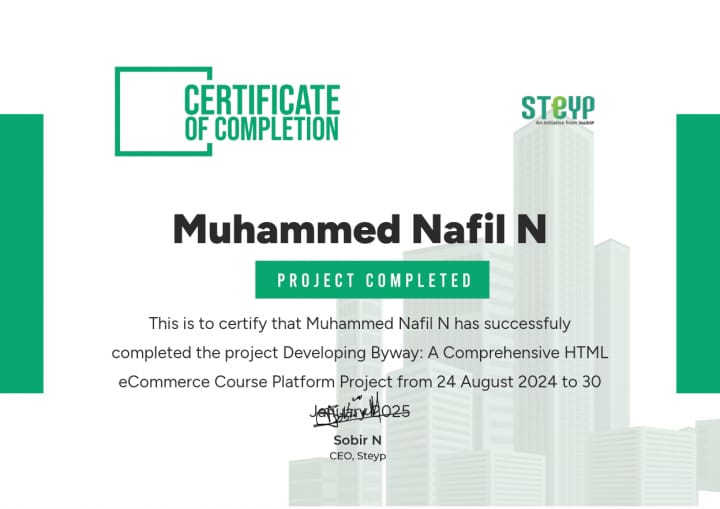 CERTIFICATE
OF COMPLETION
STEYP
An initiative from TALROP
Muhammed Nafil N
PROJECT COMPLETED
This is to certify that Muhammed Nafil N has successfuly
completed the project Developing Byway: A Comprehensive HTML
eCommerce Course Platform Project from 24 August 2024 to 30
January 2025
Sobir N
CEO, Steyp